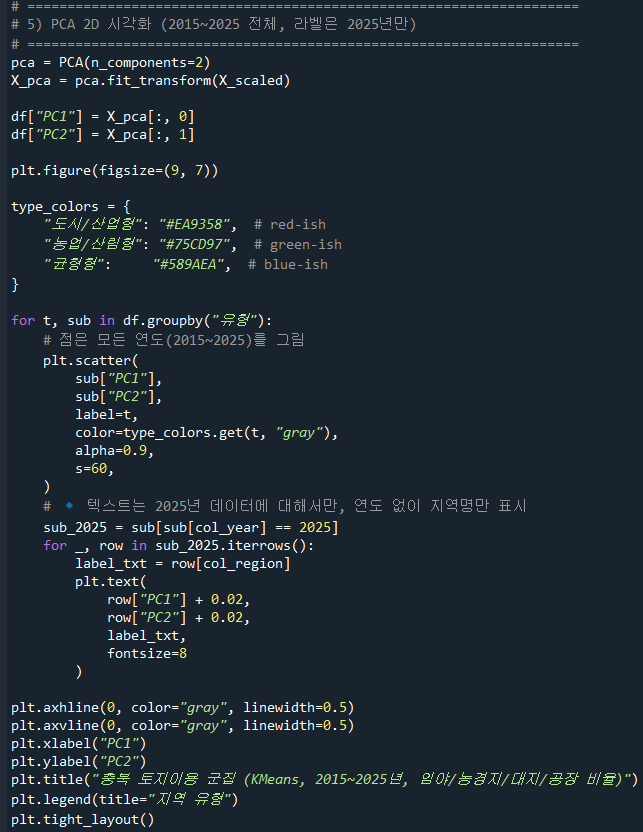 # ==================================================================
# 5) PCA 2D 시각화 (2015~2025 전체, 라벨은 2025년만)
# ==================================================================
pca = PCA(n_components=2)
X_pca = pca.fit_transform(X_scaled)

df["PC1"] = X_pca[:, 0]
df["PC2"] = X_pca[:, 1]

plt.figure(figsize=(9, 7))

type_colors = {
    "도시/산업형": "#EA9358",  # red-ish
    "농업/산림형": "#75CD97",  # green-ish
    "균형형":     "#589AEA",  # blue-ish
}

for t, sub in df.groupby("유형"):
    # 점은 모든 연도(2015~2025)를 그림
    plt.scatter(
        sub["PC1"],
        sub["PC2"],
        label=t,
        color=type_colors.get(t, "gray"),
        alpha=0.9,
        s=60,
    )
    # 🔹 텍스트는 2025년 데이터에 대해서만, 연도 없이 지역명만 표시
    sub_2025 = sub[sub[col_year] == 2025]
    for _, row in sub_2025.iterrows():
        label_txt = row[col_region]
        plt.text(
            row["PC1"] + 0.02,
            row["PC2"] + 0.02,
            label_txt,
            fontsize=8
        )

plt.axhline(0, color="gray", linewidth=0.5)
plt.axvline(0, color="gray", linewidth=0.5)
plt.xlabel("PC1")
plt.ylabel("PC2")
plt.title("충북 토지이용 군집 (KMeans, 2015~2025년, 임야/농경지/대지/공장 비율)")
plt.legend(title="지역 유형")
plt.tight_layout()